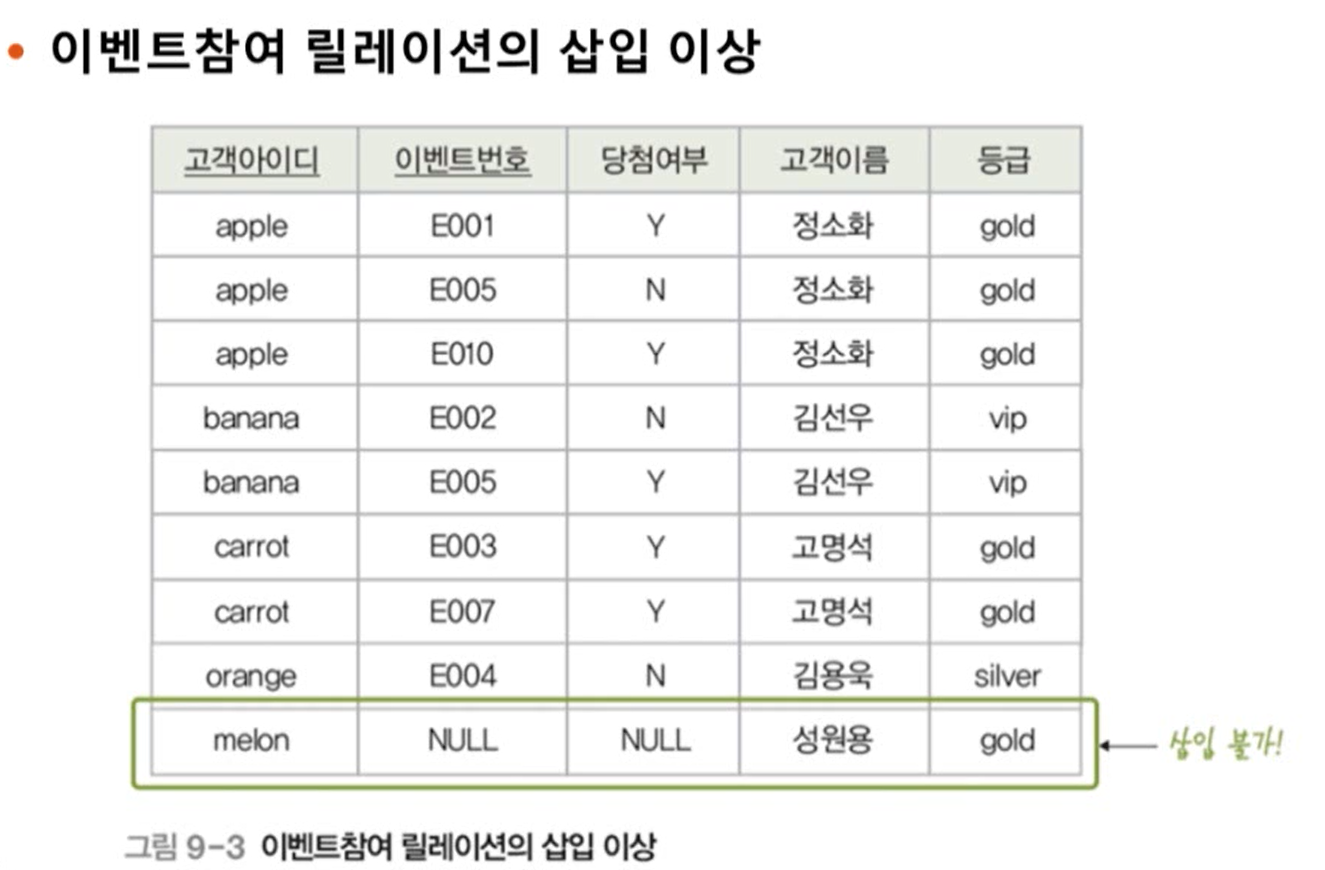 • 이벤트참여 릴레이션의 삽입 이상
고객아이디 이벤트번호 당첨여부 고객이름 등급
apple E001 Y 정소화 gold
apple E005 N 정소화 gold
apple E010 Y 정소화 gold
banana E002 N 김선우 vip
banana E005 Y 김선우 vip
carrot E003 Y 고명석 gold
carrot E007 Y 고명석 gold
orange E004 N 김용욱 silver
melon NULL NULL 성원용 gold
삽입 불가!
그림 9-3 이벤트참여 릴레이션의 삽입 이상